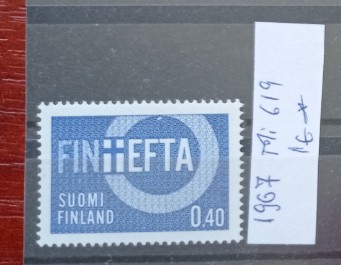 FIN EFTA
SUOMI
FINLAND
0.40
1967 Mi 619
1€ *